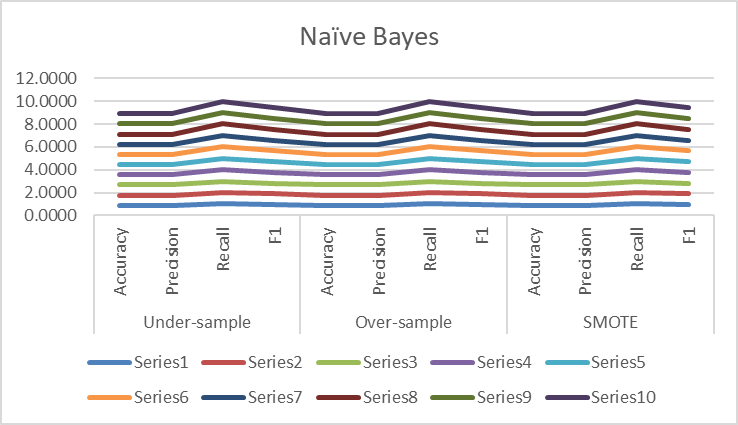 Naïve Bayes
12.0000
10.0000
8.0000
6.0000
4.0000
2.0000
0.0000
Accuracy
Precision
Recall
F1
Accuracy
Precision
Recall
F1
Accuracy
Precision
Recall
F1
Under-sample Over-sample SMOTE
Series1 Series2 Series3 Series4 Series5
Series6 Series7 Series8 Series9 Series10